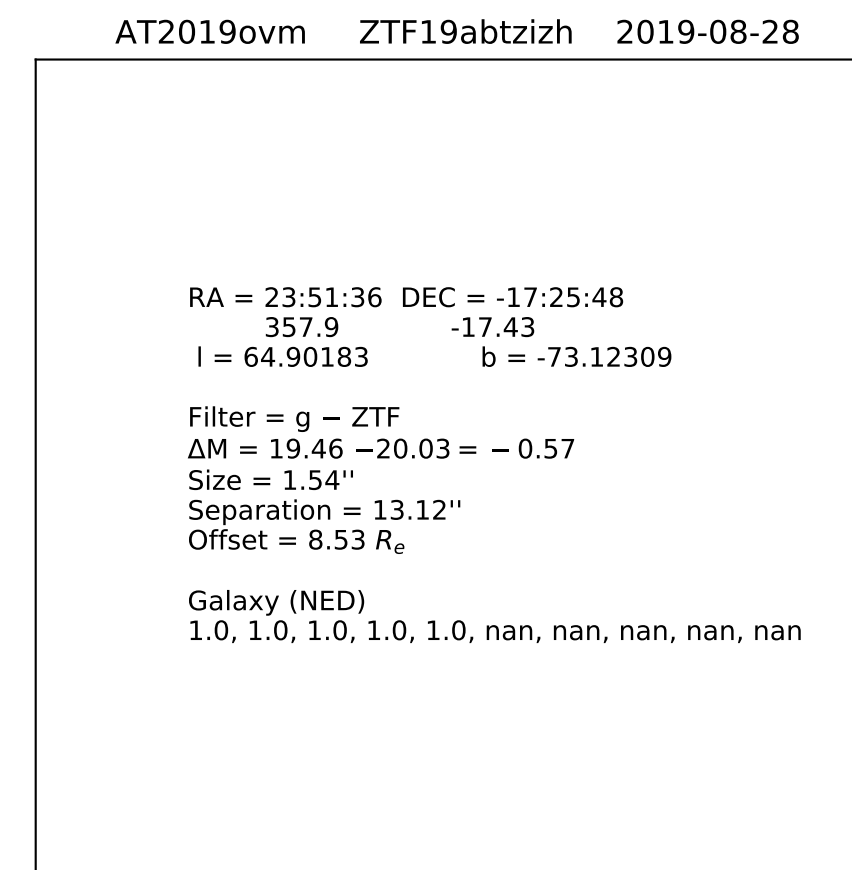 AT2019ovm ZTF19abtzizh 2019-08-28
RA = 23:51:36 DEC = -17:25:48
357.9 -17.43
l = 64.90183 b = -73.12309
Filter = g − ZTF
ΔM = 19.46 −20.03 = − 0.57
Size = 1.54''
Separation = 13.12''
Offset = 8.53 Rₑ
Galaxy (NED)
1.0, 1.0, 1.0, 1.0, 1.0, nan, nan, nan, nan, nan